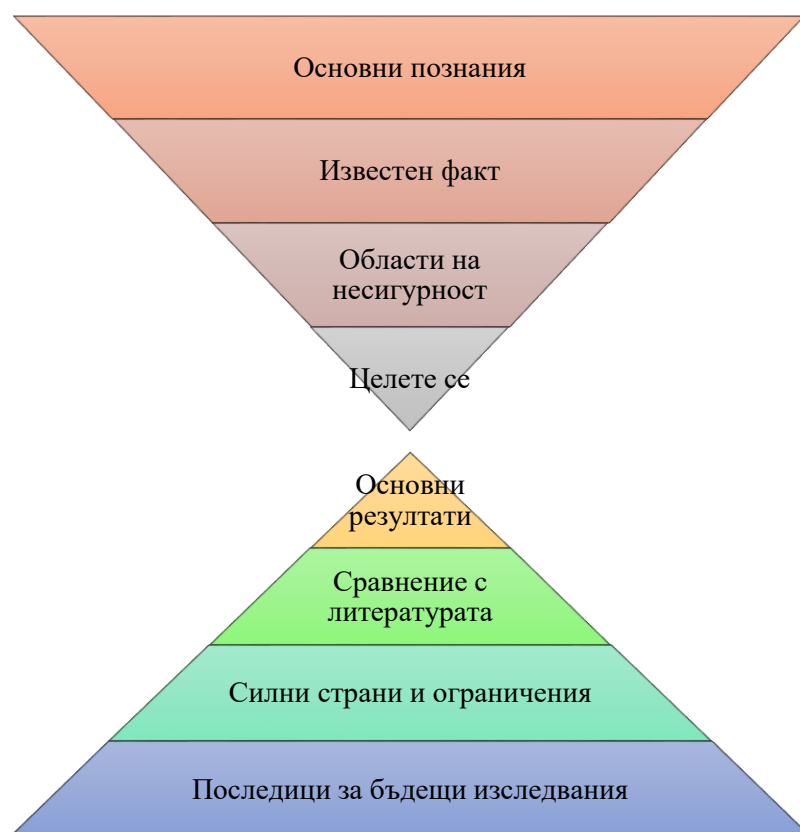 Основни познания
Известен факт
Области на
несигурност
Целете се
Основни
резултати
Сравнение с
литературата
Силни страни и ограничения
Последици за бъдещи изследвания